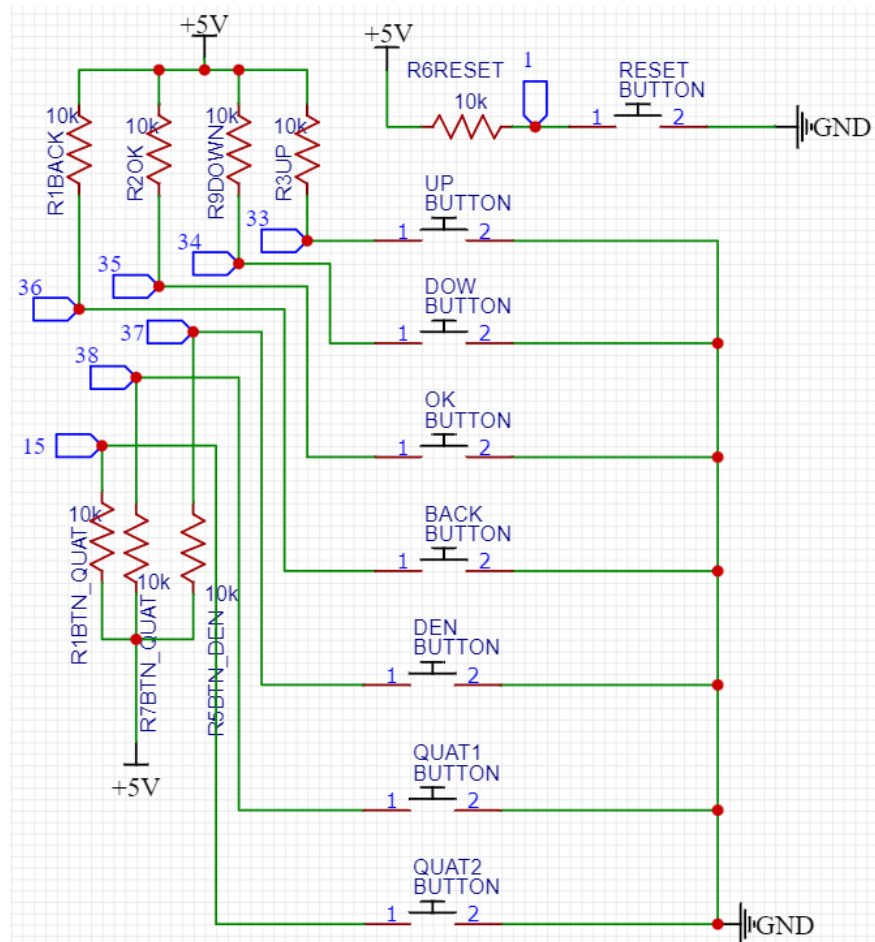 +5V
+5V
1
R6RESET
10k
RESET
BUTTON
1
2
GND
10k
10k
10k
10k
R1BACK
R2OK
R9DOWN
R3UP
33
34
35
36
37
38
15
UP
BUTTON
1
2
DOW
BUTTON
1
2
OK
BUTTON
1
2
BACK
BUTTON
1
2
10k
10k
10k
R1BTN_QUAT
R7BTN_QUAT
R5BTN_DEN
+5V
DEN
BUTTON
1
2
QUAT1
BUTTON
1
2
QUAT2
BUTTON
1
2
GND